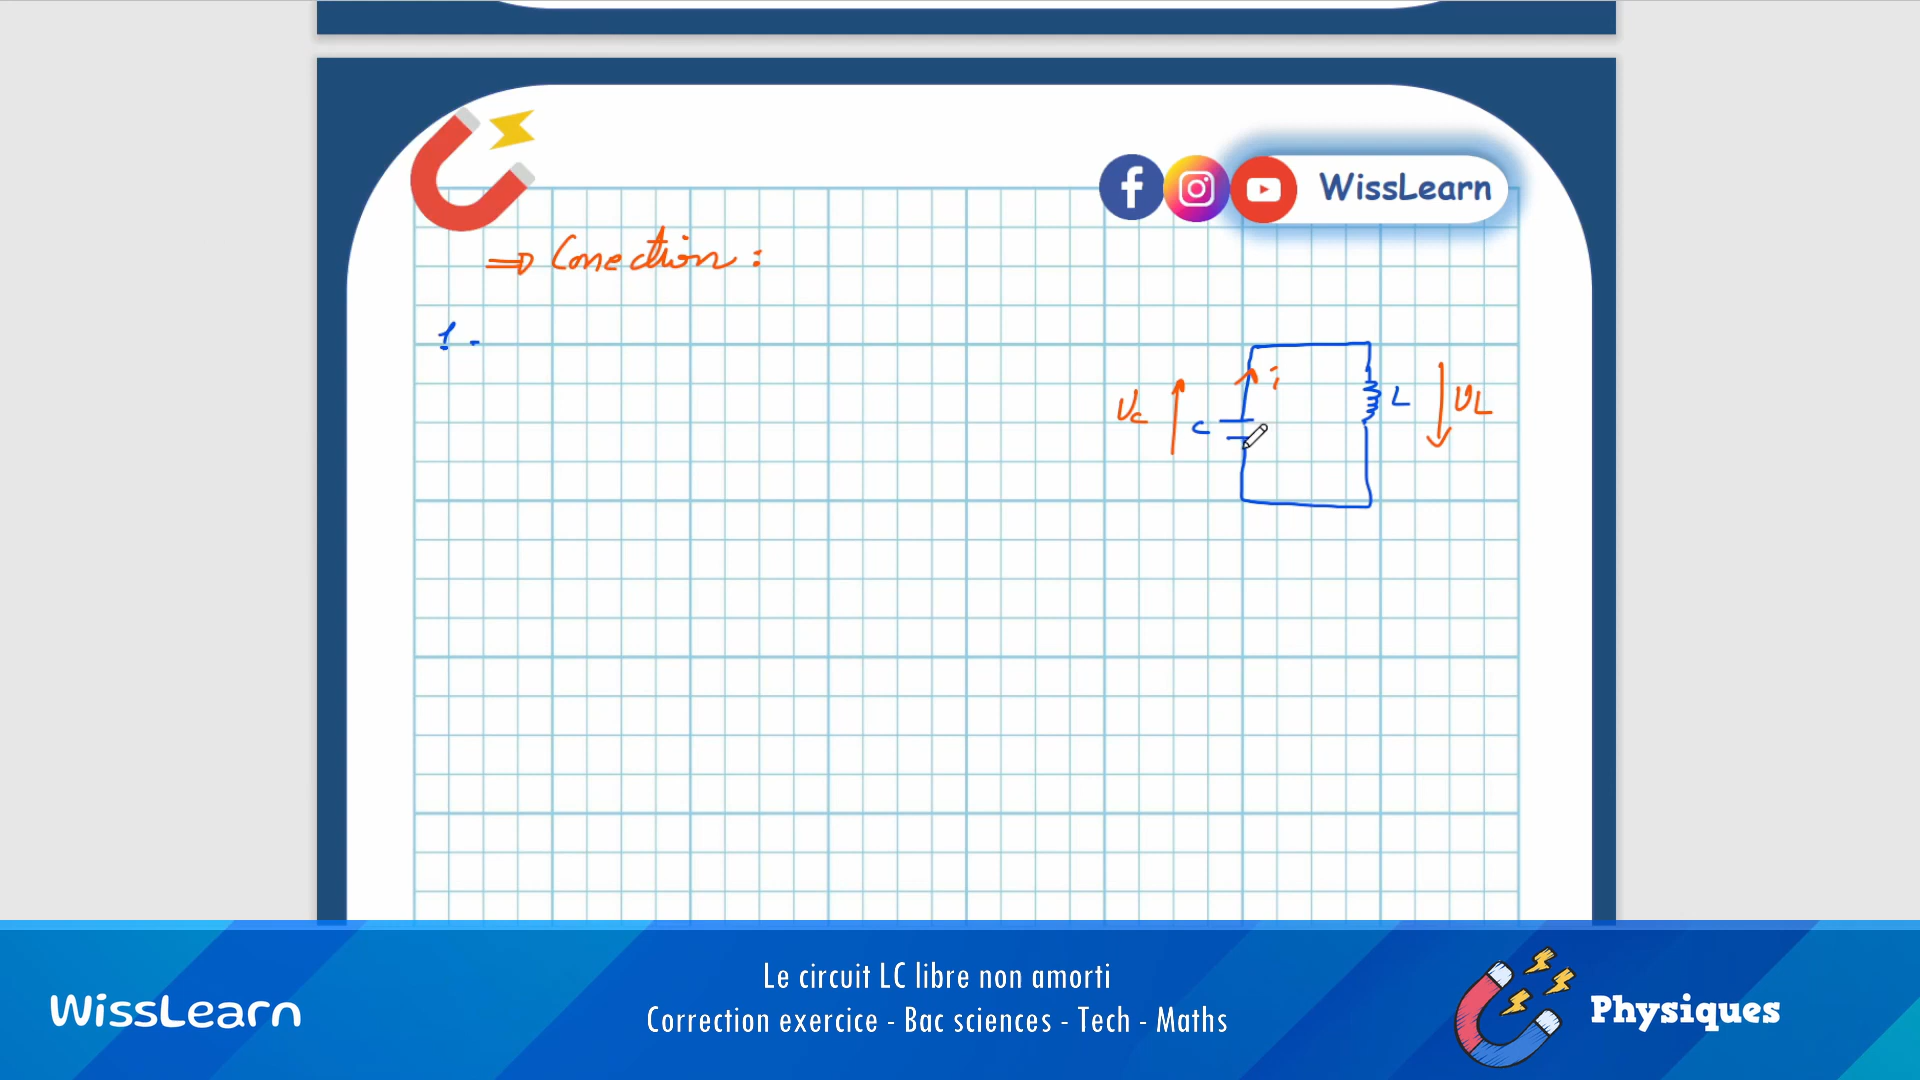 WissLearn
⇒ Correction :
1 -
Uc
C
i
L
UL
WissLearn
Le circuit LC libre non amorti
Correction exercice - Bac sciences - Tech - Maths
Physiques